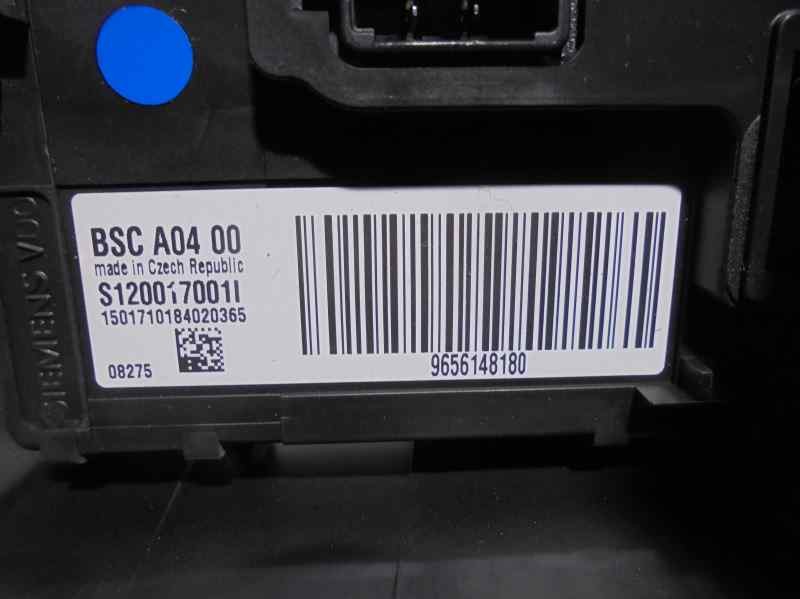 BSC A04 00
made in Czech Republic
S120017001I
1501710184020365
08275
9656148180
SIEMENS VDO